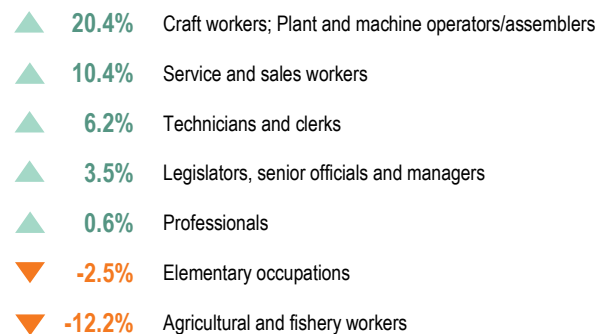 20.4% Craft workers; Plant and machine operators/assemblers
10.4% Service and sales workers
6.2% Technicians and clerks
3.5% Legislators, senior officials and managers
0.6% Professionals
-2.5% Elementary occupations
-12.2% Agricultural and fishery workers